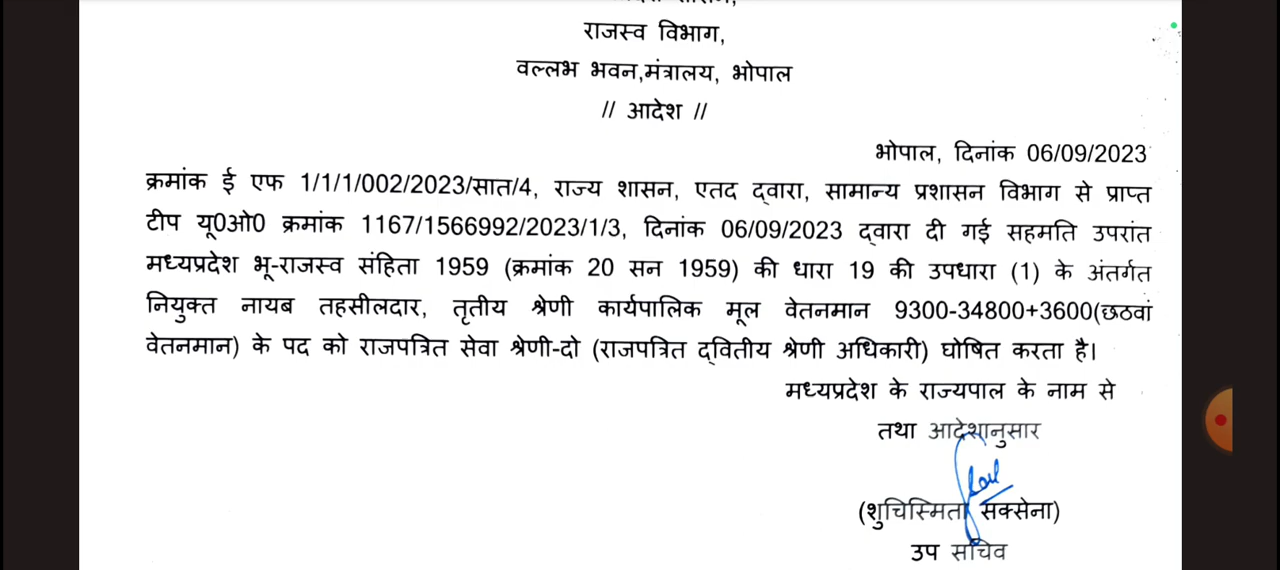 राजस्व विभाग,
वल्लभ भवन,मंत्रालय, भोपाल
// आदेश //
भोपाल, दिनांक 06/09/2023
क्रमांक ई एफ 1/1/1/002/2023/सात/4, राज्य शासन, एतद द्वारा, सामान्य प्रशासन विभाग से प्राप्त
टीप यू0ओ0 क्रमांक 1167/1566992/2023/1/3, दिनांक 06/09/2023 द्वारा दी गई सहमति उपरांत
मध्यप्रदेश भू-राजस्व संहिता 1959 (क्रमांक 20 सन 1959) की धारा 19 की उपधारा (1) के अंतर्गत
नियुक्त नायब तहसीलदार, तृतीय श्रेणी कार्यपालिक मूल वेतनमान 9300-34800+3600(छठवां
वेतनमान) के पद को राजपत्रित सेवा श्रेणी-दो (राजपत्रित द्वितीय श्रेणी अधिकारी) घोषित करता है।
मध्यप्रदेश के राज्यपाल के नाम से
तथा आदेशानुसार
(शुचिस्मिता सक्सेना)
उप सचिव